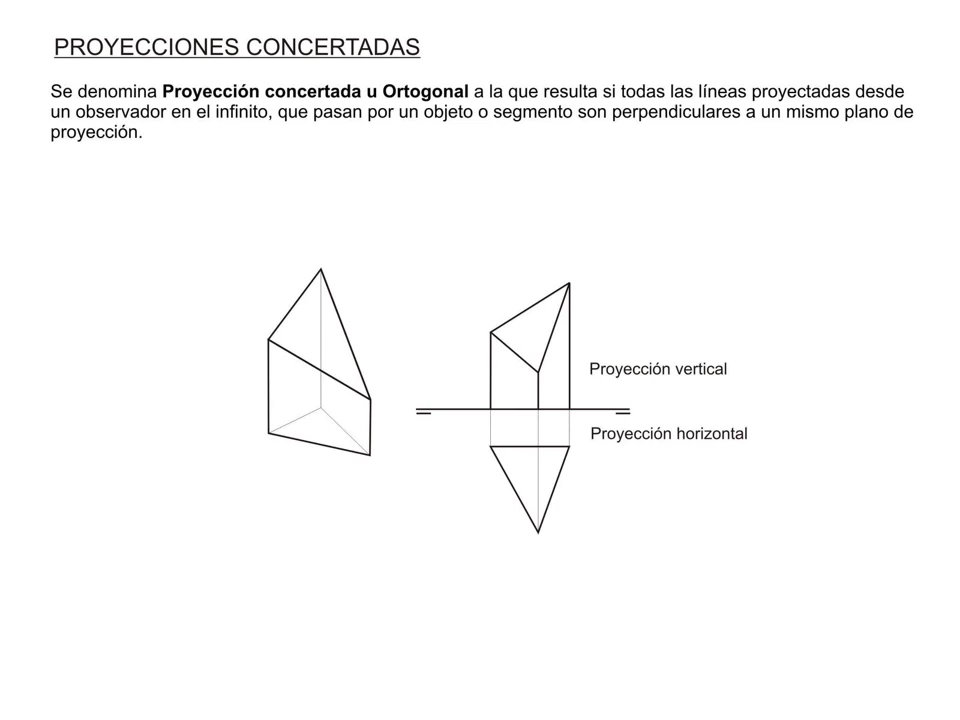 PROYECCIONES CONCERTADAS
Se denomina Proyección concertada u Ortogonal a la que resulta si todas las líneas proyectadas desde
un observador en el infinito, que pasan por un objeto o segmento son perpendiculares a un mismo plano de
proyección.
Proyección vertical
Proyección horizontal